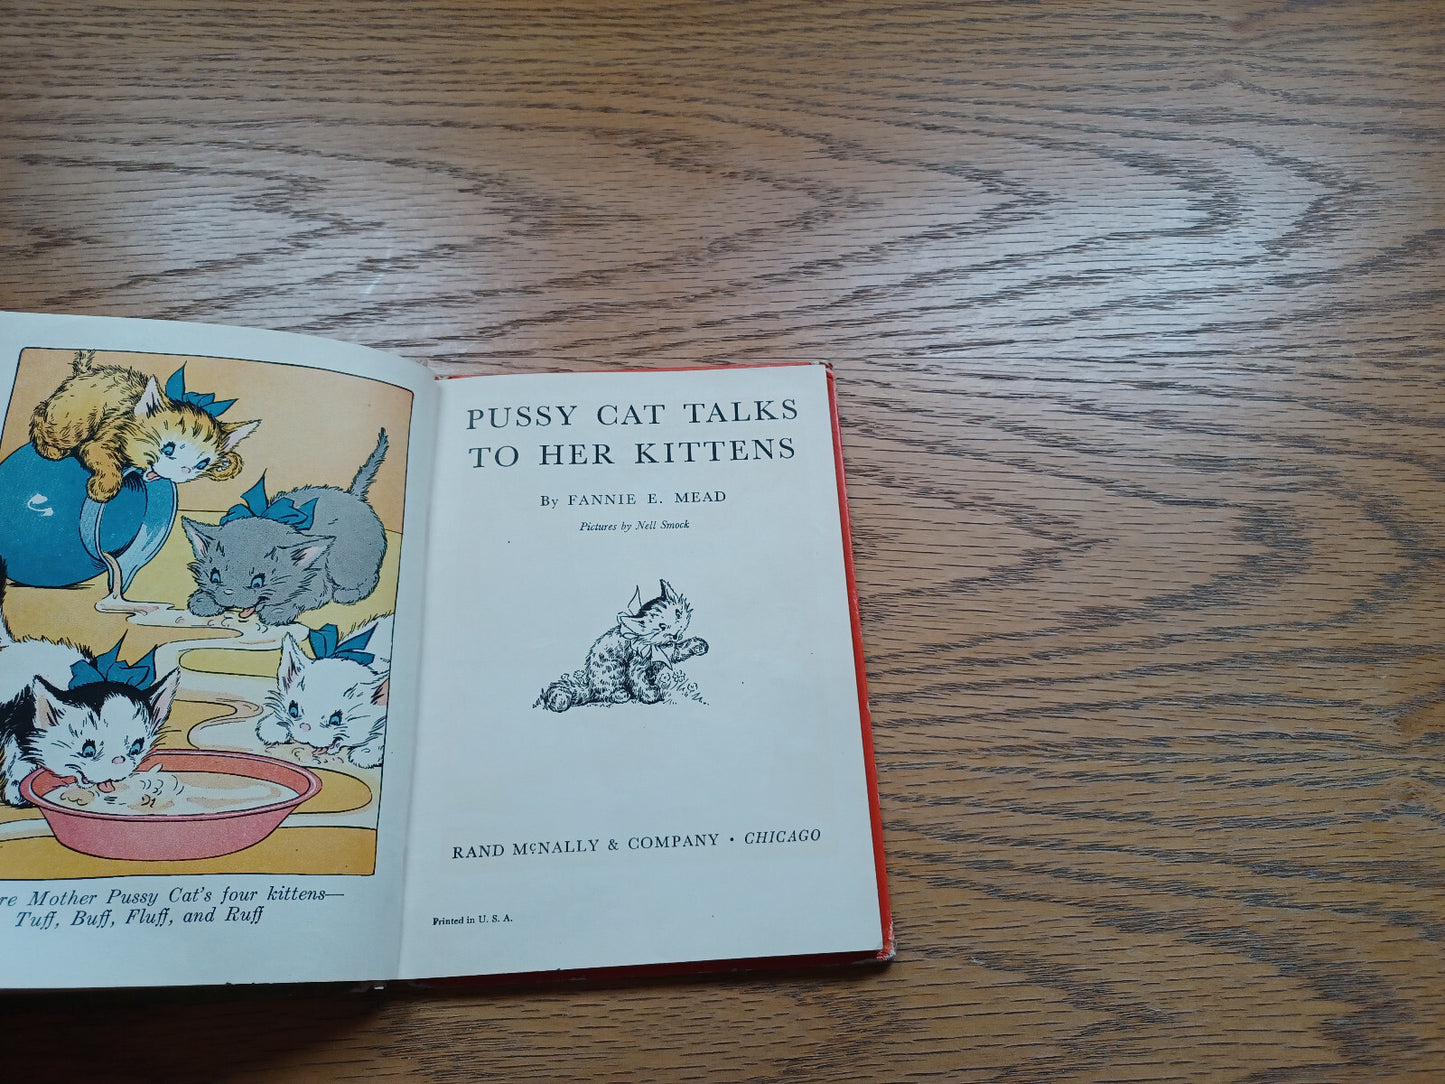 re Mother Pussy Cat's four kittens—
Tuff, Buff, Fluff, and Ruff
PUSSY CAT TALKS
TO HER KITTENS
By FANNIE E. MEAD
Pictures by Nell Smock
RAND McNALLY & COMPANY • CHICAGO
Printed in U. S. A.